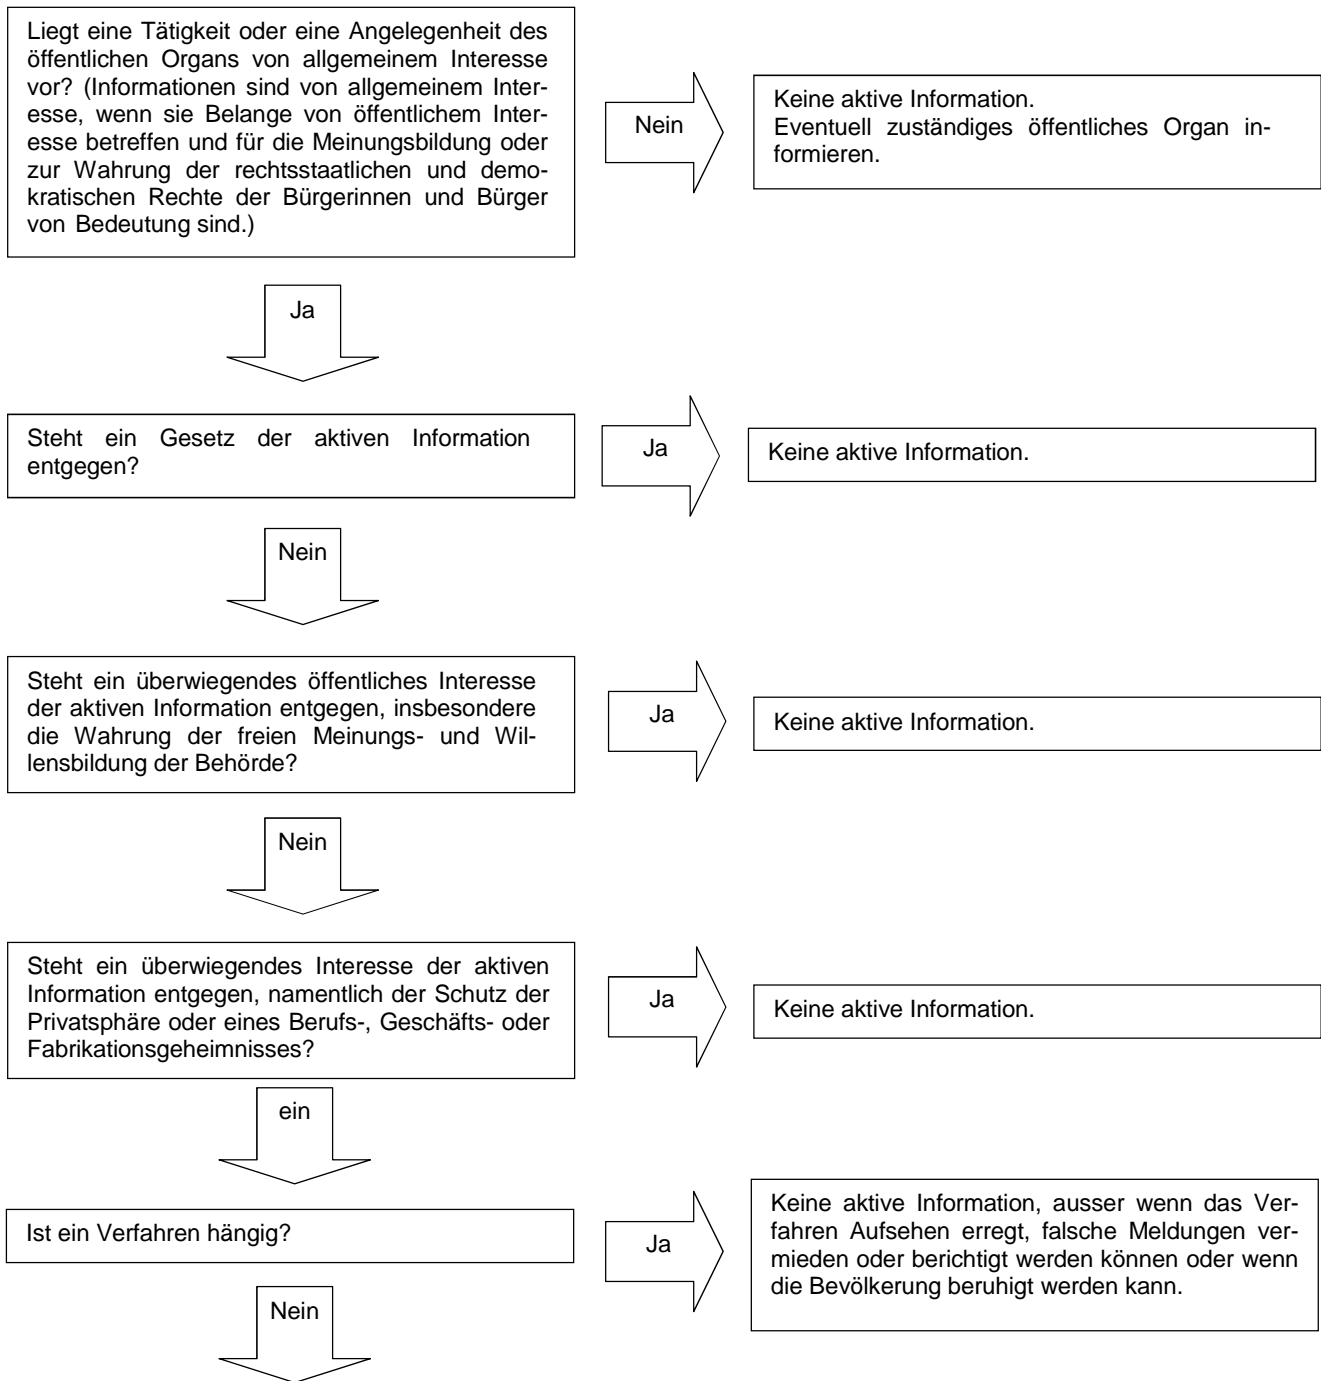 Liegt eine Tätigkeit oder eine Angelegenheit des
öffentlichen Organs von allgemeinem Interesse
vor? (Informationen sind von allgemeinem Inter-
esse, wenn sie Belange von öffentlichem Inter-
esse betreffen und für die Meinungsbildung oder
zur Wahrung der rechtsstaatlichen und demo-
kratischen Rechte der Bürgerinnen und Bürger
von Bedeutung sind.)
Nein
Keine aktive Information.
Eventuell zuständiges öffentliches Organ in-
formieren.
Ja
Steht ein Gesetz der aktiven Information
entgegen?
Ja
Keine aktive Information.
Nein
Steht ein überwiegendes öffentliches Interesse
der aktiven Information entgegen, insbesondere
die Wahrung der freien Meinungs- und Wil-
lensbildung der Behörde?
Ja
Keine aktive Information.
Nein
Steht ein überwiegendes Interesse der aktiven
Information entgegen, namentlich der Schutz der
Privatsphäre oder eines Berufs-, Geschäfts- oder
Fabrikationsgeheimnisses?
Ja
Keine aktive Information.
ein
Ist ein Verfahren hängig?
Ja
Keine aktive Information, ausser wenn das Ver-
fahren Aufsehen erregt, falsche Meldungen ver-
mieden oder berichtigt werden können oder wenn
die Bevölkerung beruhigt werden kann.
Nein